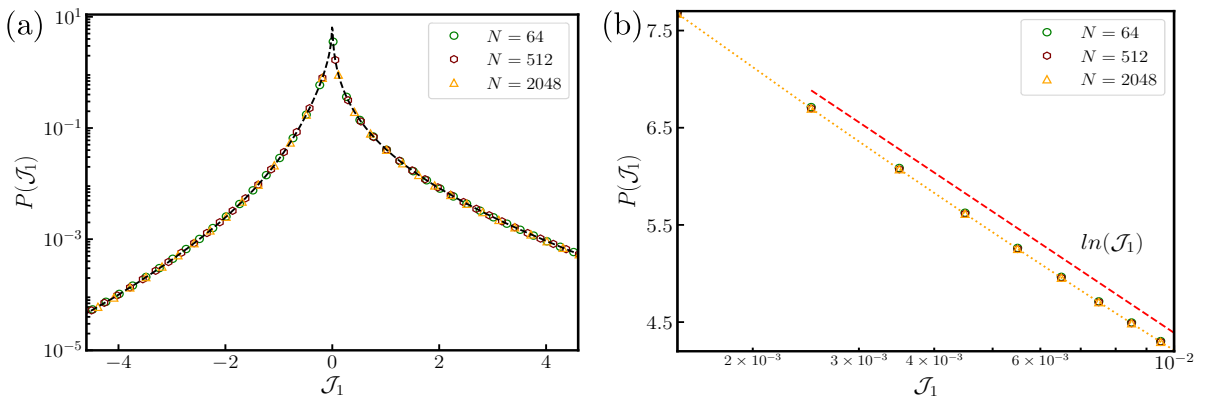 (a)
10¹
10⁻¹
10⁻³
10⁻⁵
P(𝒥₁)
−4 −2 0 2 4
𝒥₁
N = 64
N = 512
N = 2048
(b)
7.5
6.5
5.5
4.5
P(𝒥₁)
2 × 10⁻³ 3 × 10⁻³ 4 × 10⁻³ 6 × 10⁻³ 10⁻²
𝒥₁
N = 64
N = 512
N = 2048
ln(𝒥₁)